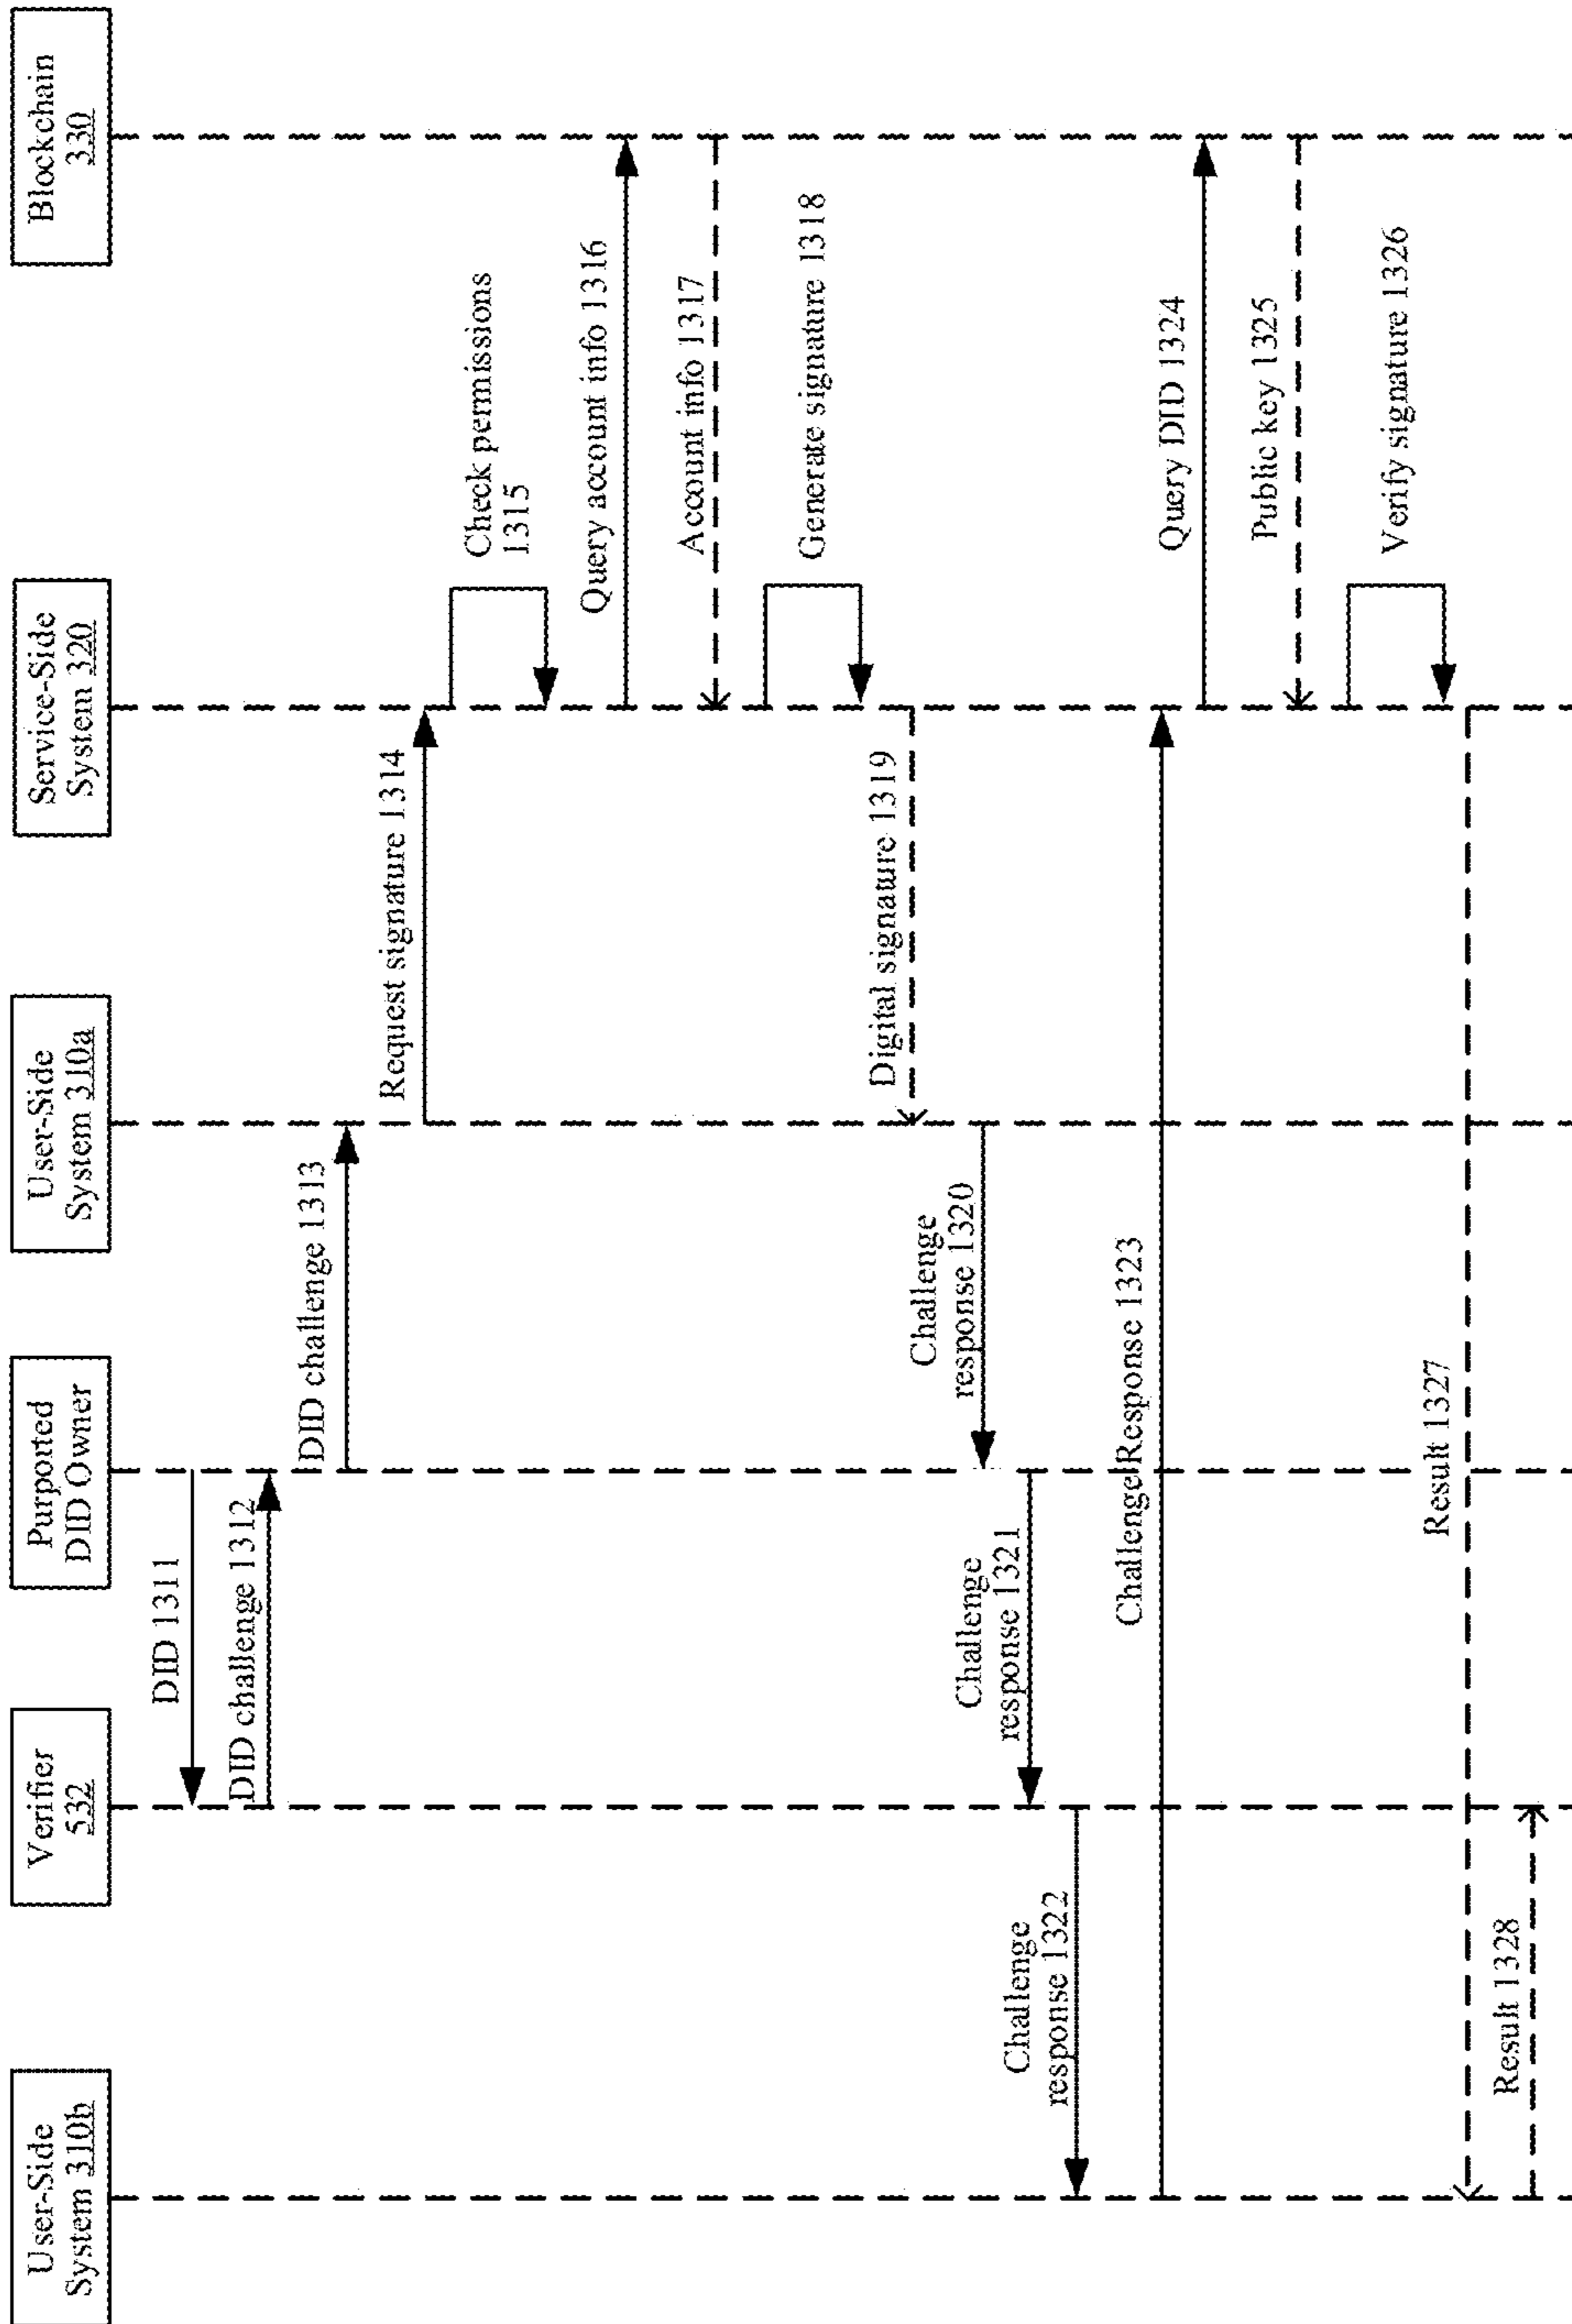 User-Side
System 310b
Verifier
532
Purported
DID Owner
User-Side
System 310a
Service-Side
System 320
Blockchain
330
DID 1311
DID challenge 1312
DID challenge 1313
Request signature 1314
Check permissions
1315
Query account info 1316
Account info 1317
Generate signature 1318
Digital signature 1319
Challenge
response 1320
Challenge
response 1321
Challenge
response 1322
Challenge Response 1323
Query DID 1324
Public key 1325
Verify signature 1326
Result 1327
Result 1328